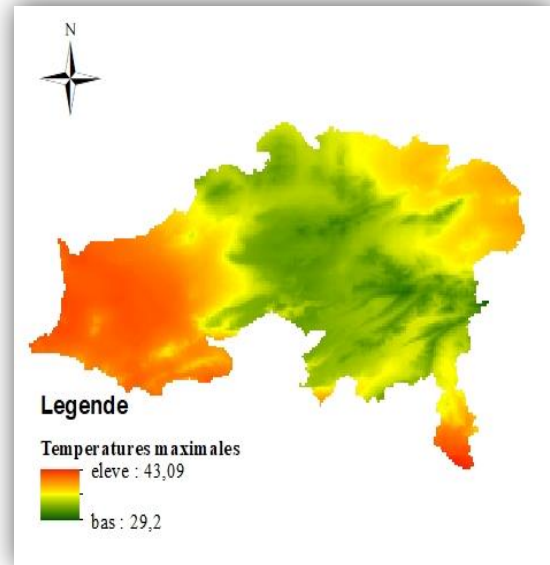 N
Legende
Temperatures maximales
eleve : 43,09
bas : 29,2